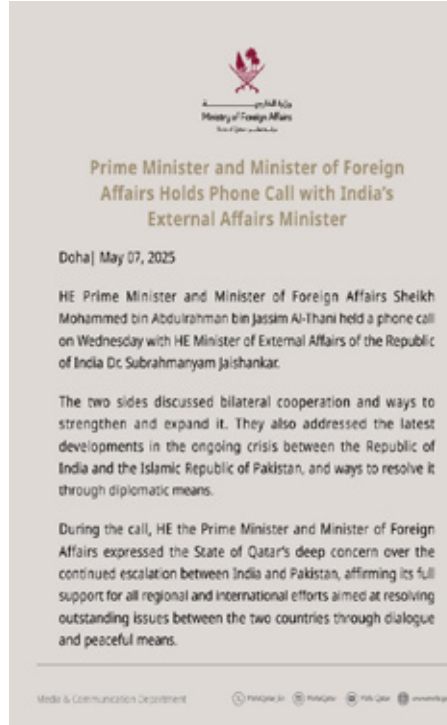 Ministry of Foreign Affairs
Prime Minister and Minister of Foreign
Affairs Holds Phone Call with India's
External Affairs Minister
Doha| May 07, 2025
HE Prime Minister and Minister of Foreign Affairs Sheikh
Mohammed bin Abdulrahman bin Jassim Al-Thani held a phone call
on Wednesday with HE Minister of External Affairs of the Republic
of India Dr. Subrahmanyam Jaishankar.
The two sides discussed bilateral cooperation and ways to
strengthen and expand it. They also addressed the latest
developments in the ongoing crisis between the Republic of
India and the Islamic Republic of Pakistan, and ways to resolve it
through diplomatic means.
During the call, HE the Prime Minister and Minister of Foreign
Affairs expressed the State of Qatar's deep concern over the
continued escalation between India and Pakistan, affirming its full
support for all regional and international efforts aimed at resolving
outstanding issues between the two countries through dialogue
and peaceful means.
Media & Communication Department